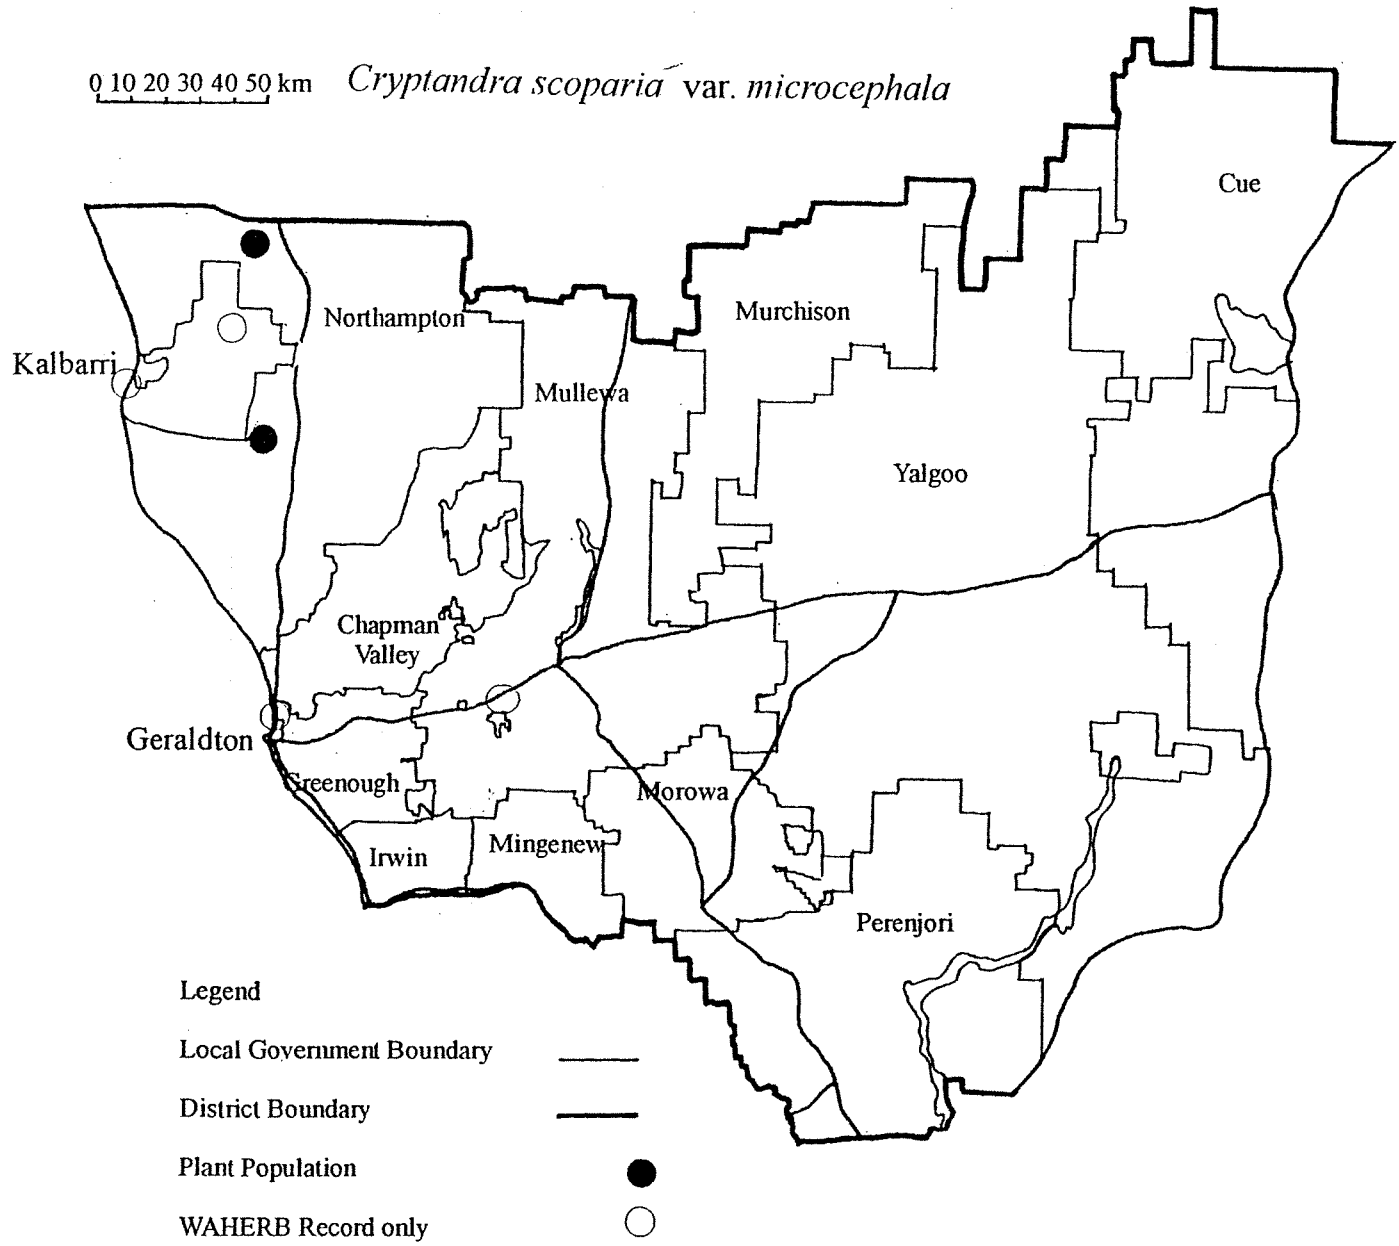 0 10 20 30 40 50 km
Cryptandra scoparia var. microcephala
Cue
Northampton
Murchison
Kalbarri
Mullewa
Yalgoo
Chapman
Valley
Geraldton
Greenough
Morowa
Irwin
Mingenew
Perenjori
Legend
Local Government Boundary
District Boundary
Plant Population
WAHERB Record only